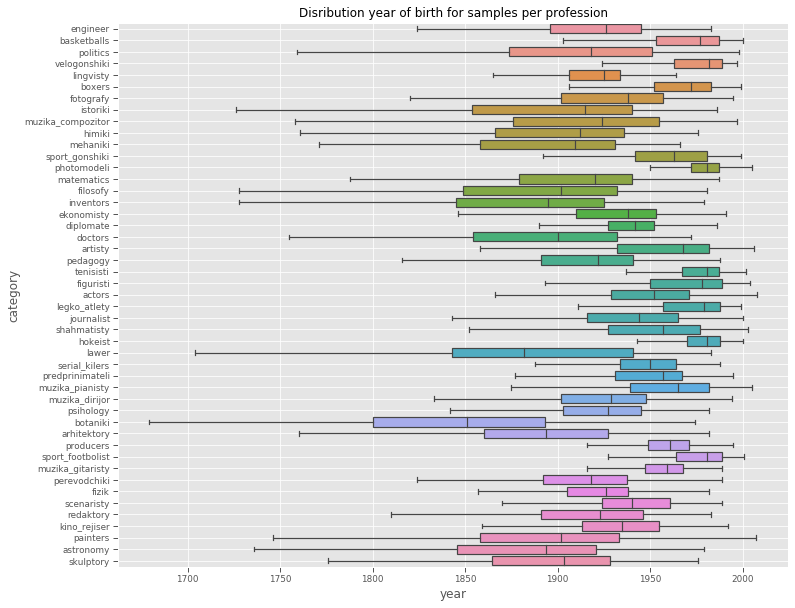 Disribution year of birth for samples per profession
engineer
basketballs
politics
velogonshiki
lingvisty
boxers
fotografy
istoriki
muzika_compozitor
himiki
mehaniki
sport_gonshiki
photomodeli
matematics
filosofy
inventors
ekonomisty
diplomate
doctors
artisty
pedagogy
tenisisti
figuristi
actors
legko_atlety
journalist
shahmatisty
hokeist
lawer
serial_kilers
predprinimateli
muzika_pianisty
muzika_dirijor
psihology
botaniki
arhitektory
producers
sport_footbolist
muzika_gitaristy
perevodchiki
fizik
scenaristy
redaktory
kino_rejiser
painters
astronomy
skulptory
category
1700 1750 1800 1850 1900 1950 2000
year